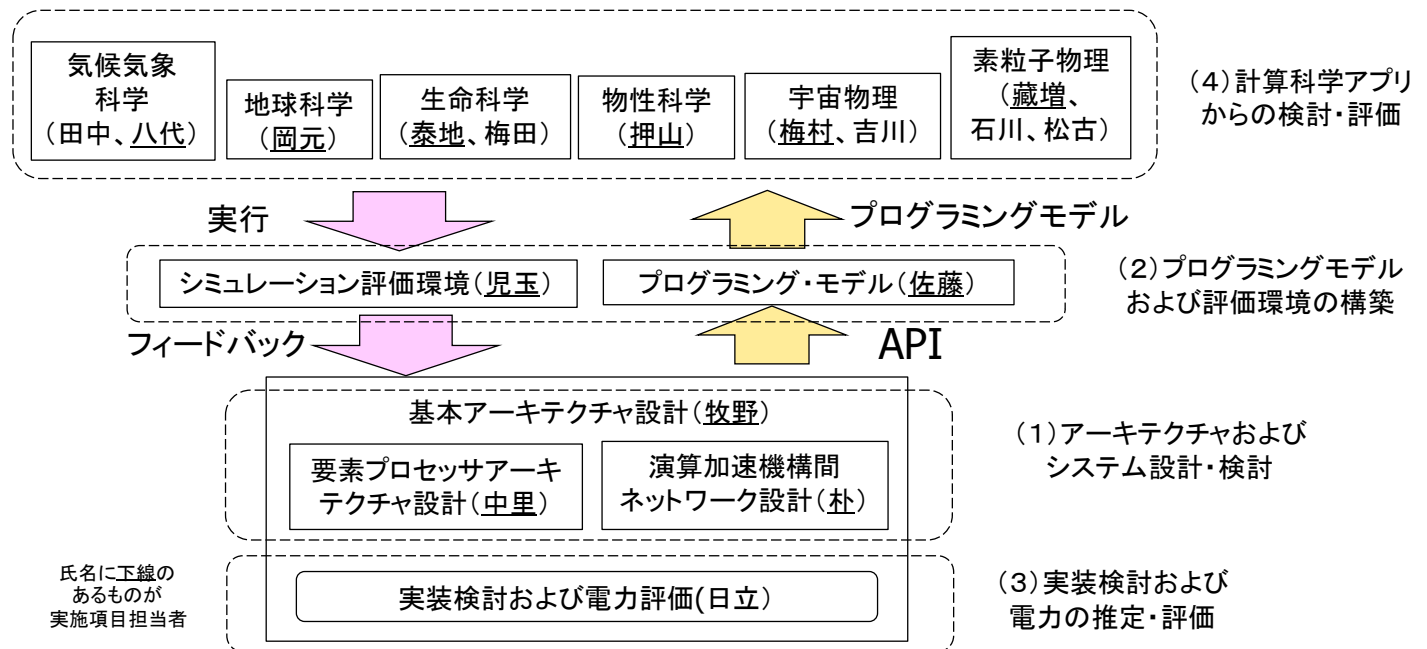 気候気象
科学
（田中、八代）
地球科学
（岡元）
生命科学
（泰地、梅田）
物性科学
（押山）
宇宙物理
（梅村、吉川）
素粒子物理
（藏増、
石川、松古）
（４）計算科学アプリ
からの検討・評価
実行
プログラミングモデル
シミュレーション評価環境（児玉）
プログラミング・モデル（佐藤）
（２）プログラミングモデル
および評価環境の構築
フィードバック
API
基本アーキテクチャ設計（牧野）
要素プロセッサアーキ
テクチャ設計（中里）
演算加速機構間
ネットワーク設計（朴）
（１）アーキテクチャおよび
システム設計・検討
氏名に下線の
あるものが
実施項目担当者
実装検討および電力評価(日立）
（３）実装検討および
電力の推定・評価